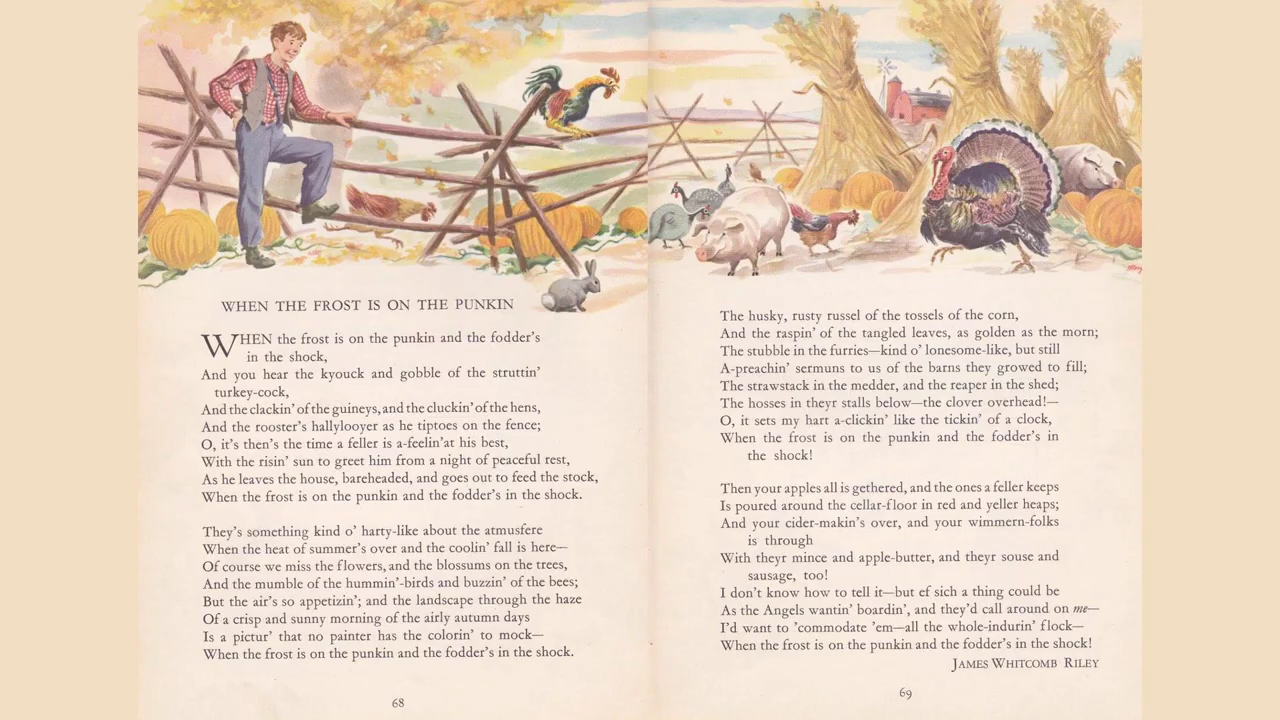 WHEN THE FROST IS ON THE PUNKIN
WHEN the frost is on the punkin and the fodder's
in the shock,
And you hear the kyouck and gobble of the struttin'
turkey-cock,
And the clackin' of the guineys, and the cluckin' of the hens,
And the rooster's hallylooyer as he tiptoes on the fence;
O, it's then's the time a feller is a-feelin' at his best,
With the risin' sun to greet him from a night of peaceful rest,
As he leaves the house, bareheaded, and goes out to feed the stock,
When the frost is on the punkin and the fodder's in the shock.
They's something kind o' harty-like about the atmusfere
When the heat of summer's over and the coolin' fall is here—
Of course we miss the flowers, and the blossums on the trees,
And the mumble of the hummin'-birds and buzzin' of the bees;
But the air's so appetizin'; and the landscape through the haze
Of a crisp and sunny morning of the airly autumn days
Is a pictur' that no painter has the colorin' to mock—
When the frost is on the punkin and the fodder's in the shock.
68
The husky, rusty russel of the tossels of the corn,
And the raspin' of the tangled leaves, as golden as the morn;
The stubble in the furries—kind o' lonesome-like, but still
A-preachin' sermuns to us of the barns they growed to fill;
The strawstack in the medder, and the reaper in the shed;
The hosses in theyr stalls below—the clover overhead!—
O, it sets my hart a-clickin' like the tickin' of a clock,
When the frost is on the punkin and the fodder's in
the shock!
Then your apples all is gethered, and the ones a feller keeps
Is poured around the cellar-floor in red and yeller heaps;
And your cider-makin's over, and your wimmern-folks
is through
With theyr mince and apple-butter, and theyr souse and
sausage, too!
I don't know how to tell it—but ef sich a thing could be
As the Angels wantin' boardin', and they'd call around on me—
I'd want to 'commodate 'em—all the whole-indurin' flock—
When the frost is on the punkin and the fodder's in the shock!
JAMES WHITCOMB RILEY
69